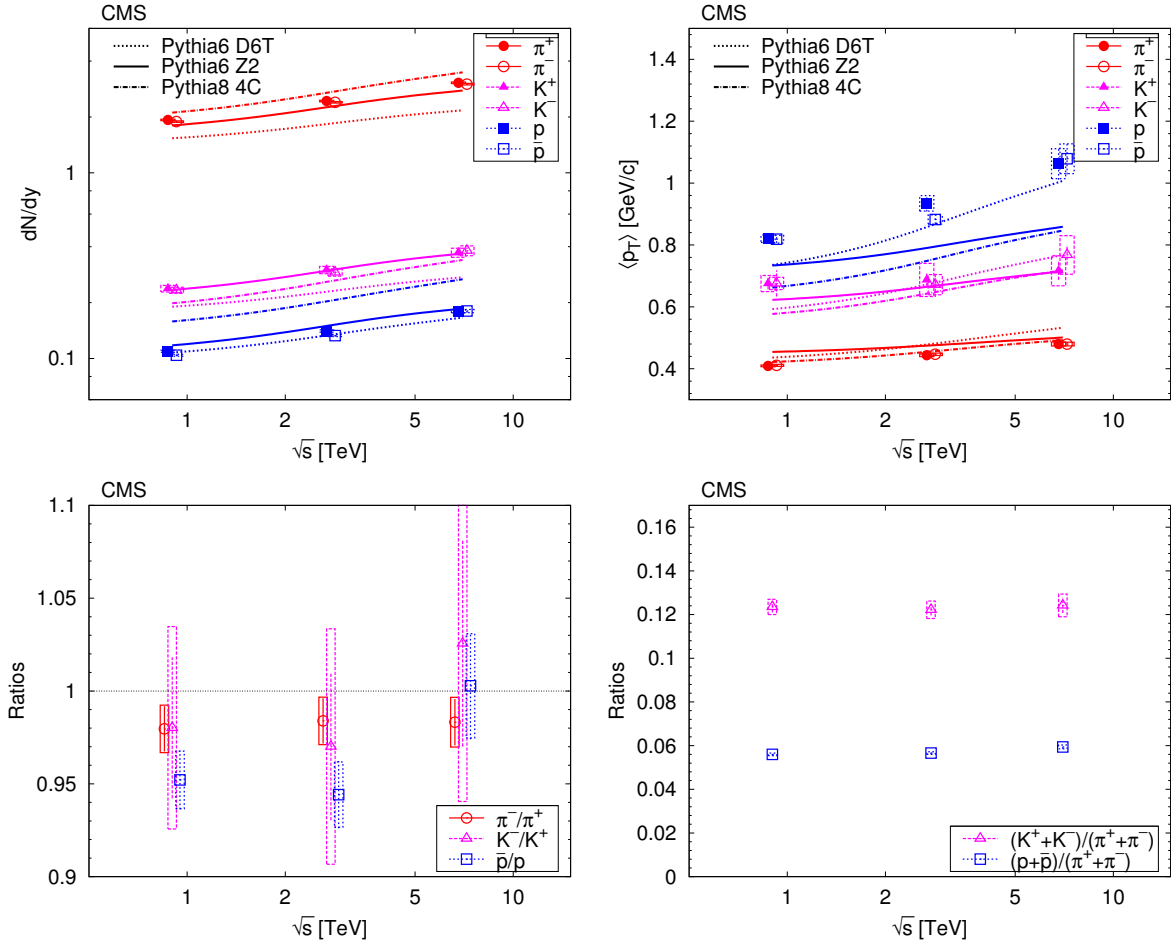 CMS
Pythia6 D6T
Pythia6 Z2
Pythia8 4C
π⁺
π⁻
K⁺
K⁻
p
p̄
1
0.1
dN/dy
1 2 5 10
√s [TeV]
CMS
Pythia6 D6T
Pythia6 Z2
Pythia8 4C
π⁺
π⁻
K⁺
K⁻
p
p̄
1.4
1.2
1
0.8
0.6
0.4
⟨p_T⟩ [GeV/c]
1 2 5 10
√s [TeV]
CMS
1.1
1.05
1
0.95
0.9
Ratios
π⁻/π⁺
K⁻/K⁺
p̄/p
1 2 5 10
√s [TeV]
CMS
0.16
0.14
0.12
0.1
0.08
0.06
0.04
0.02
0
Ratios
(K⁺+K⁻)/(π⁺+π⁻)
(p+p̄)/(π⁺+π⁻)
1 2 5 10
√s [TeV]